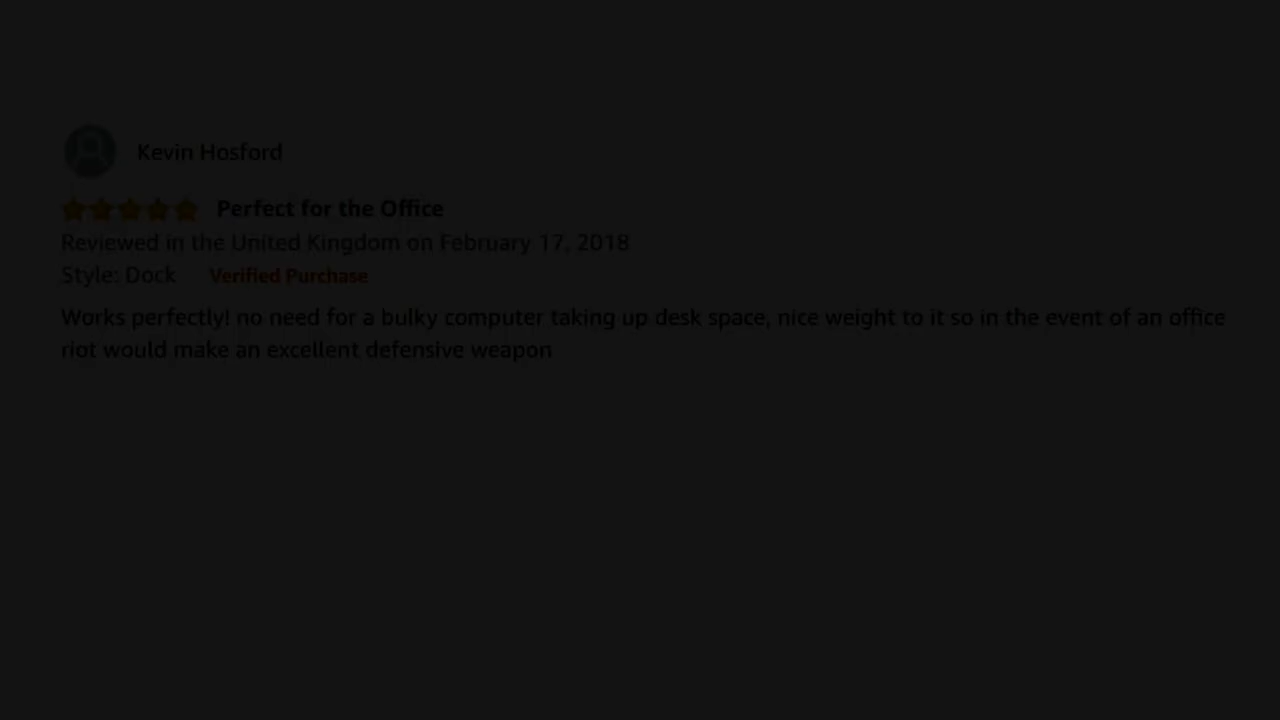 Kevin Hosford
Perfect for the Office
Reviewed in the United Kingdom on February 17, 2018
Style: Dock Verified Purchase
Works perfectly! no need for a bulky computer taking up desk space, nice weight to it so in the event of an office
riot would make an excellent defensive weapon